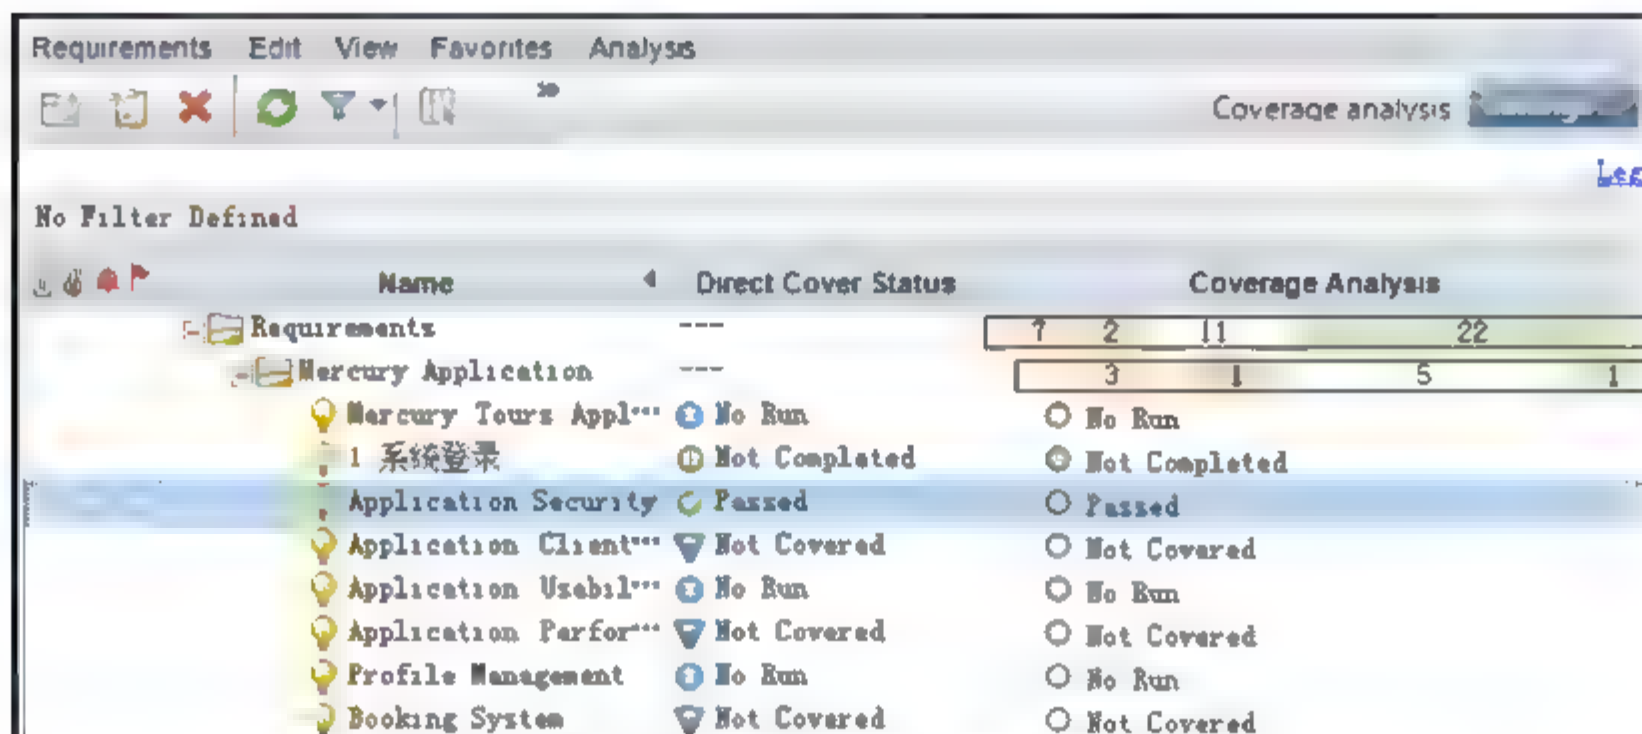 Requirements Edit View Favorites Analysis
Coverage analysis
No Filter Defined
Name Direct Cover Status Coverage Analysis
Requirements --- 7 2 11 22
Mercury Application --- 3 1 5 1
Mercury Tours Appl... No Run No Run
1 系统登录 Not Completed Not Completed
Application Security Passed Passed
Application Client... Not Covered Not Covered
Application Usabil... No Run No Run
Application Perfor... Not Covered Not Covered
Profile Management No Run No Run
Booking System Not Covered Not Covered